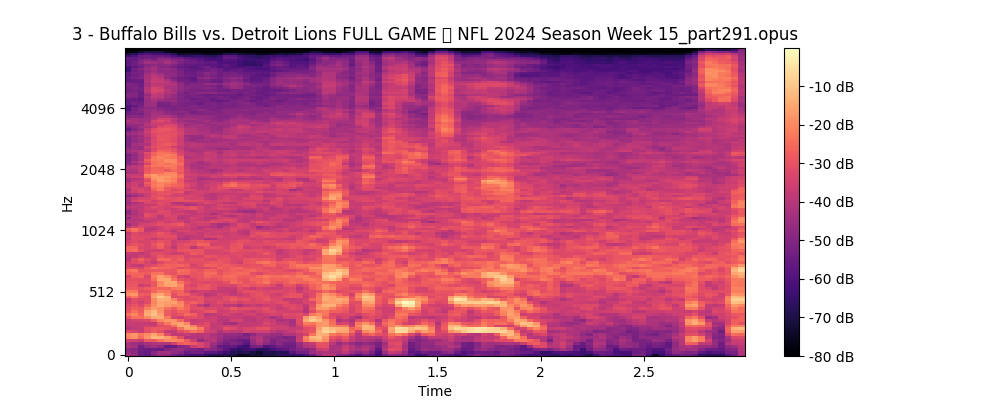 3 - Buffalo Bills vs. Detroit Lions FULL GAME ▯ NFL 2024 Season Week 15_part291.opus
Hz
4096
2048
1024
512
0
0
0.5
1
1.5
2
2.5
Time
-10 dB
-20 dB
-30 dB
-40 dB
-50 dB
-60 dB
-70 dB
-80 dB